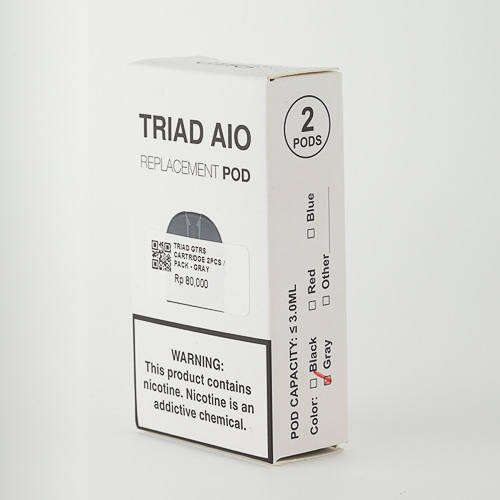 TRIAD AIO
REPLACEMENT POD
TRIAD GTRS
CARTRIDGE 2PCS /
PACK - GRAY
Rp 80,000
WARNING:
This product contains
nicotine. Nicotine is an
addictive chemical.
2
PODS
POD CAPACITY: ≤ 3.0ML
Color: □ Black □ Red □ Blue
☑ Gray □ Other